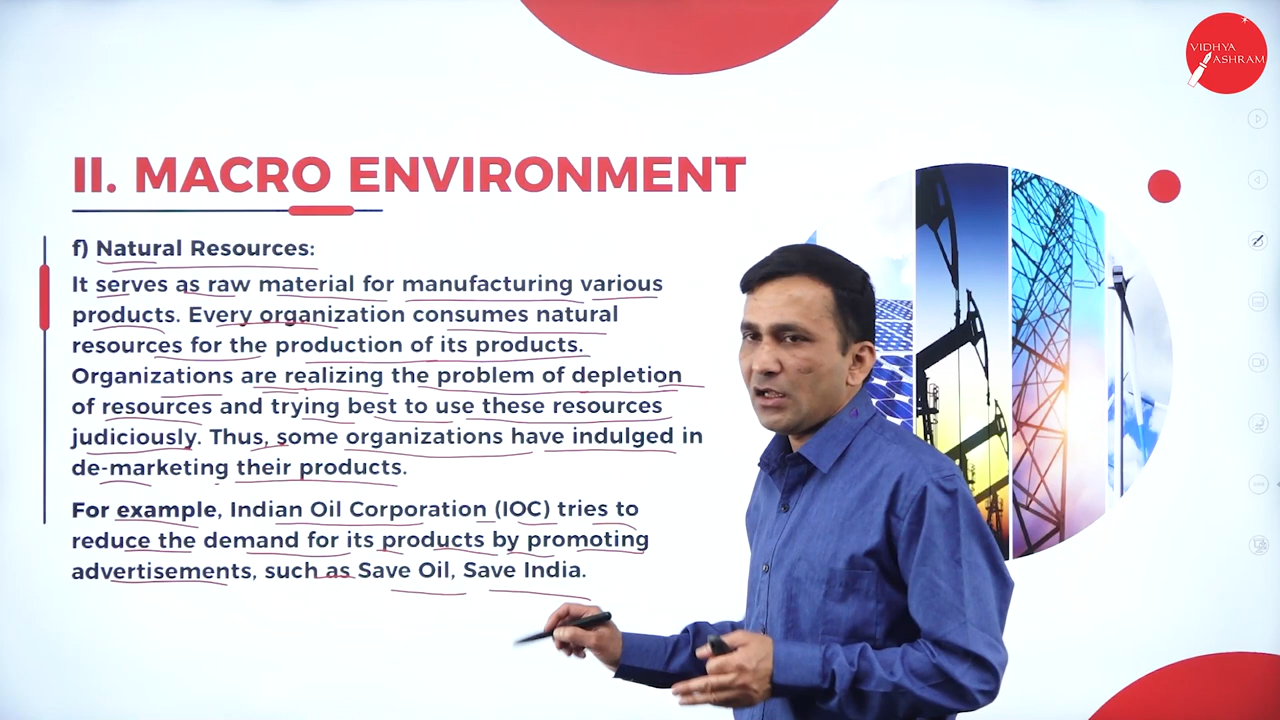 VIDHYA
ASHRAM
II. MACRO ENVIRONMENT
f) Natural Resources:
It serves as raw material for manufacturing various
products. Every organization consumes natural
resources for the production of its products.
Organizations are realizing the problem of depletion
of resources and trying best to use these resources
judiciously. Thus, some organizations have indulged in
de-marketing their products.
For example, Indian Oil Corporation (IOC) tries to
reduce the demand for its products by promoting
advertisements, such as Save Oil, Save India.